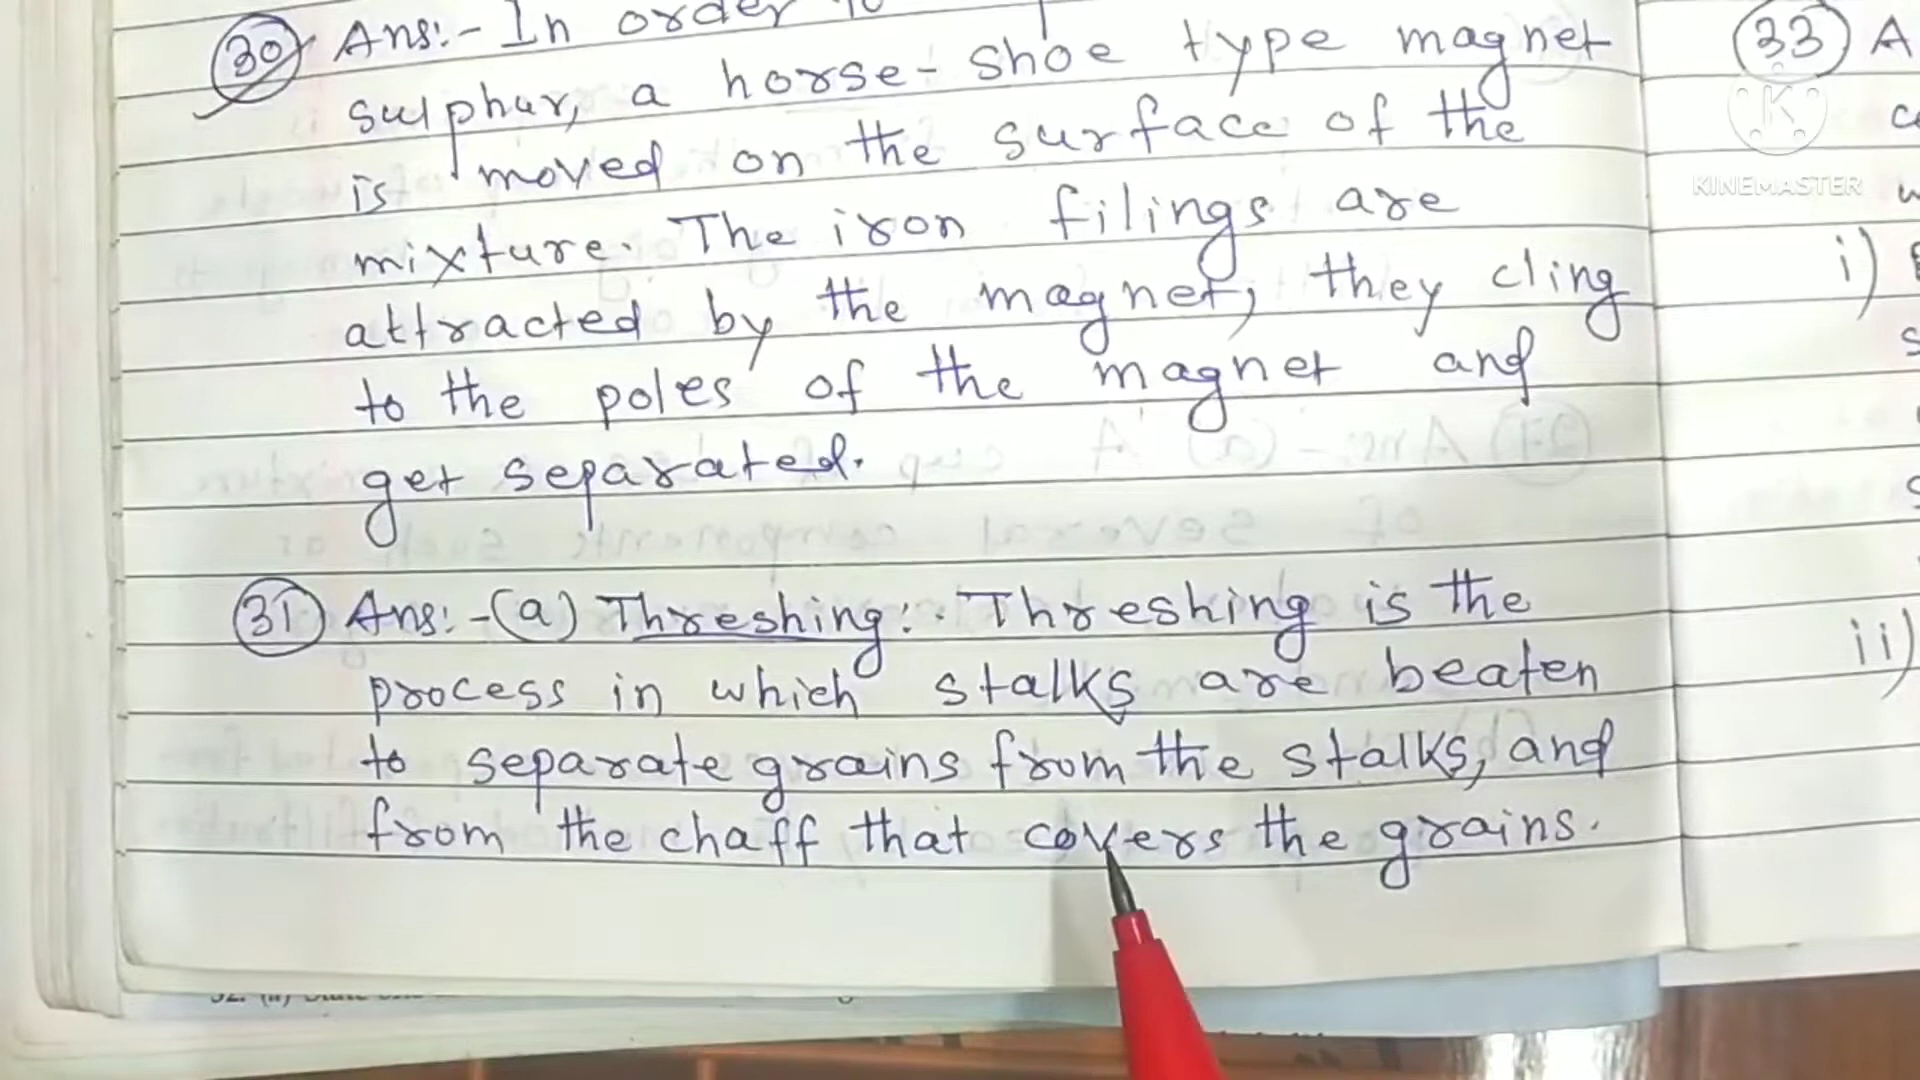 30 Ans:- In order to
sulphur, a horse-shoe type magnet
is moved on the surface of the
mixture. The iron filings are
attracted by the magnet, they cling
to the poles of the magnet and
get separated.
31 Ans:-(a) Threshing:. Threshing is the
process in which stalks are beaten
to separate grains from the stalks, and
from the chaff that covers the grains.
33 A
i)
ii)
K
KINEMASTER